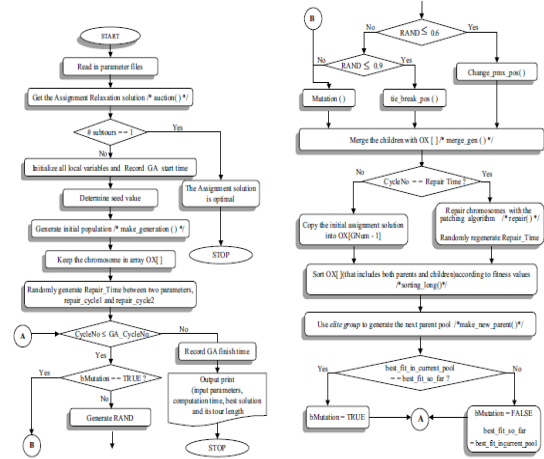 START
Read in parameter files
Get the Assignment Relaxation solution /* auction() */
# subtours == 1
Yes
No
Initialize all local variables and Record GA start time
The Assignment solution
is optimal
Determine seed value
Generate initial population /* make_generation ( ) */
STOP
Keep the chromosome in array OX[ ]
Randomly generate Repair_Time between two parameters,
repair_cycle1 and repair_cycle2
A
CycleNo ≤ GA_CycleNo
No
Yes
Record GA finish time
Yes
bMutation == TRUE ?
No
Output print
(input parameters,
computation time, best solution
and its tour length
Generate RAND
B
STOP
B
RAND ≤ 0.6
No
Yes
RAND ≤ 0.9
No
Yes
Change_pmx_pos()
Mutation ( )
tie_break_pos ( )
Merge the children with OX [ ] /* merge_gen ( ) */
CycleNo == Repair Time ?
No
Yes
Copy the initial assignment solution
into OX[GNum - 1]
Repair chromosomes with the
patching algorithm /* repair() */
Randomly regenerate Repair_Time
Sort OX[ ](that includes both parents and children)according to fitness values
/*sorting_long()*/
Use elite group to generate the next parent pool /*make_new_parent()*/
Yes
best_fit_in_current_pool
= = best_fit_so_far ?
No
bMutation = TRUE
A
bMutation = FALSE
best_fit_so_far
= best_fit_incurrent_pool